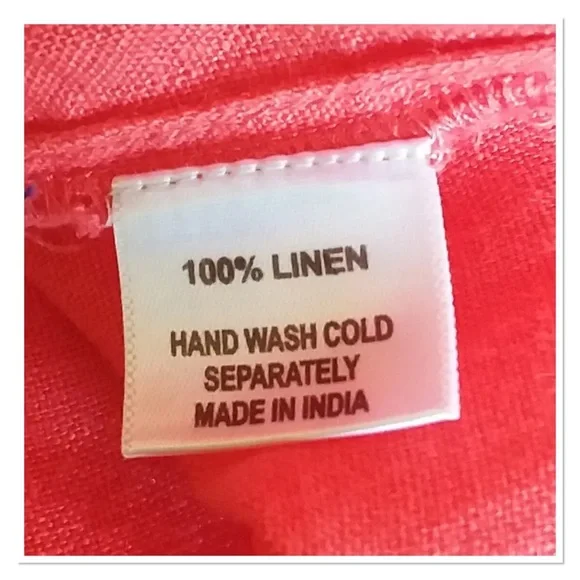 100% LINEN
HAND WASH COLD
SEPARATELY
MADE IN INDIA